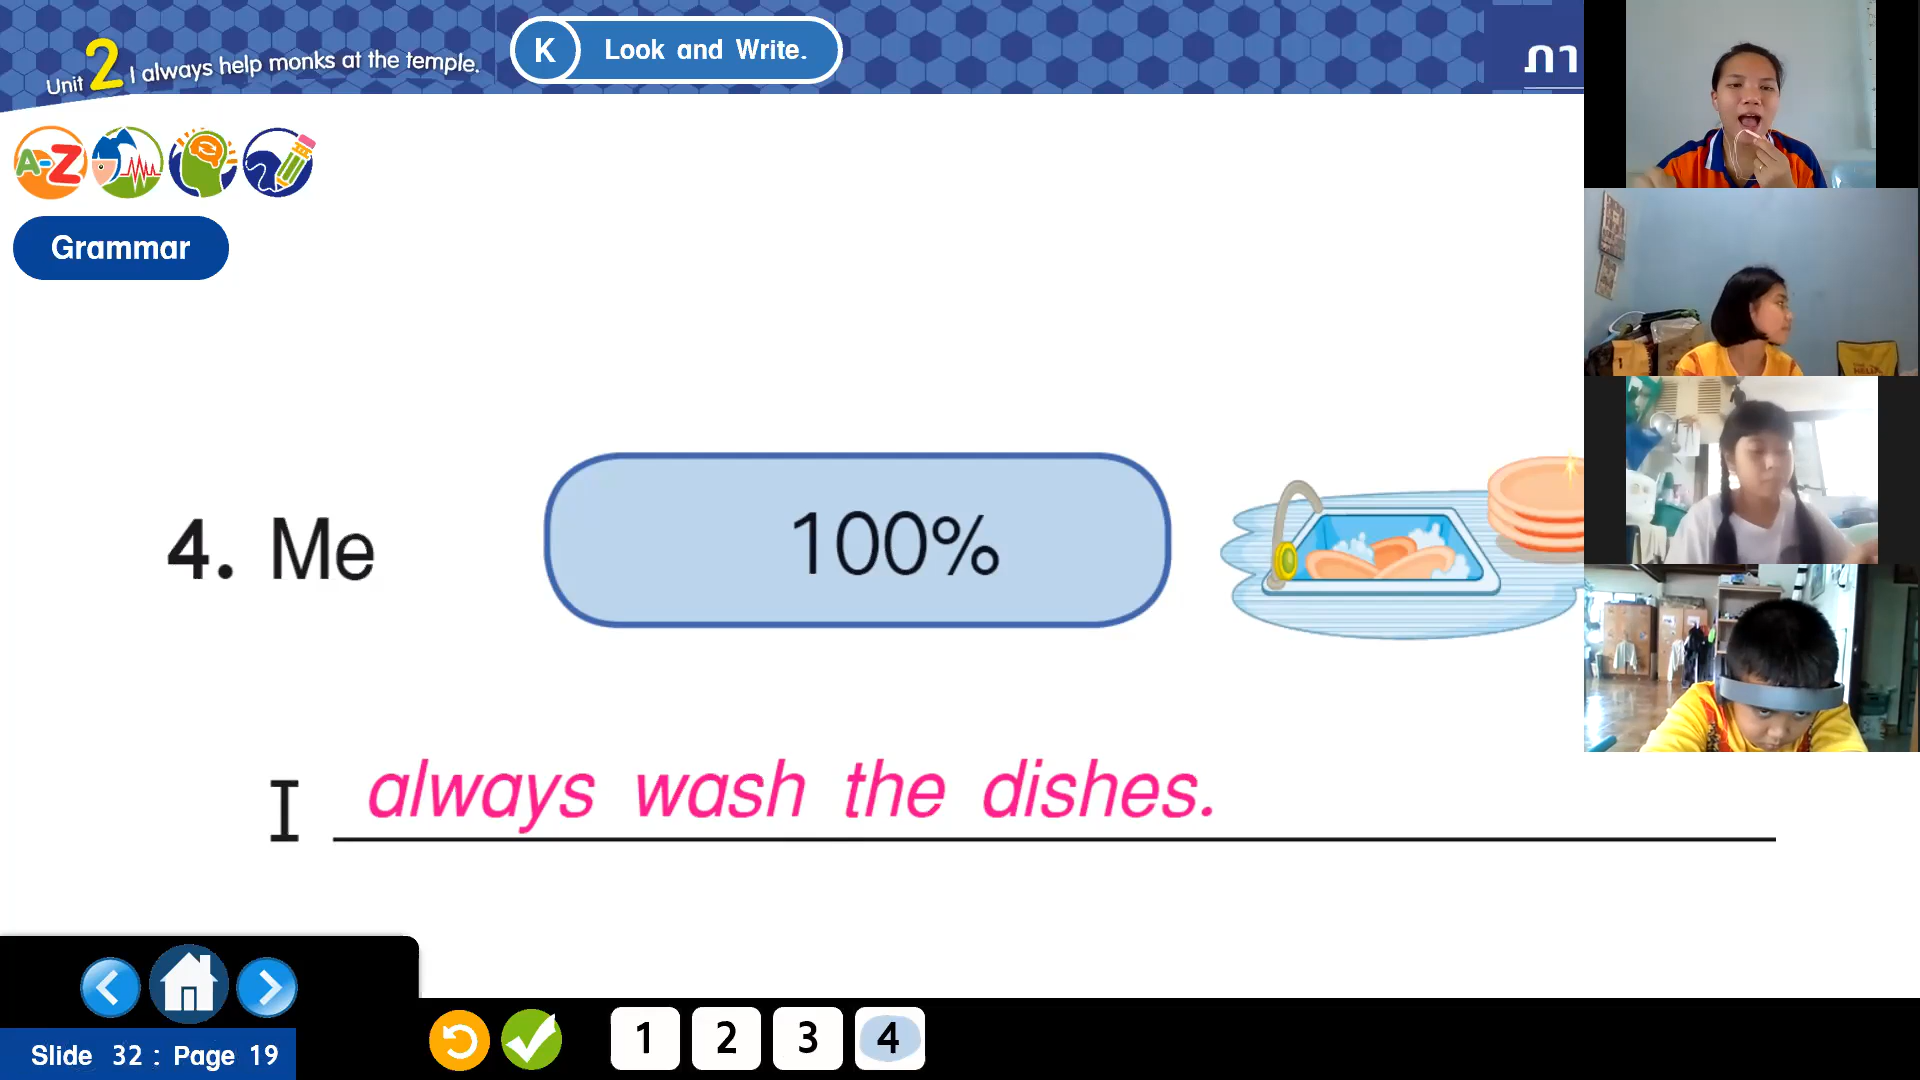 Unit 2 I always help monks at the temple.
K Look and Write.
ภา
A-Z
Grammar
4. Me
100%
I always wash the dishes.
Slide 32 : Page 19
1 2 3 4